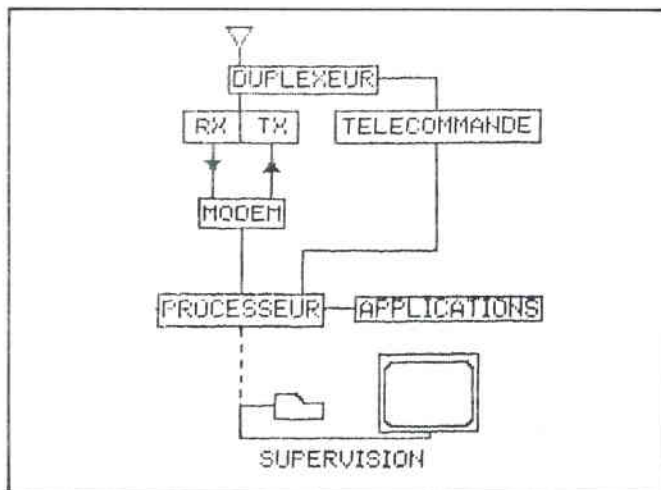 DUPLEXEUR
RX TX
TELECOMMANDE
MODEM
PROCESSEUR
APPLICATIONS
SUPERVISION